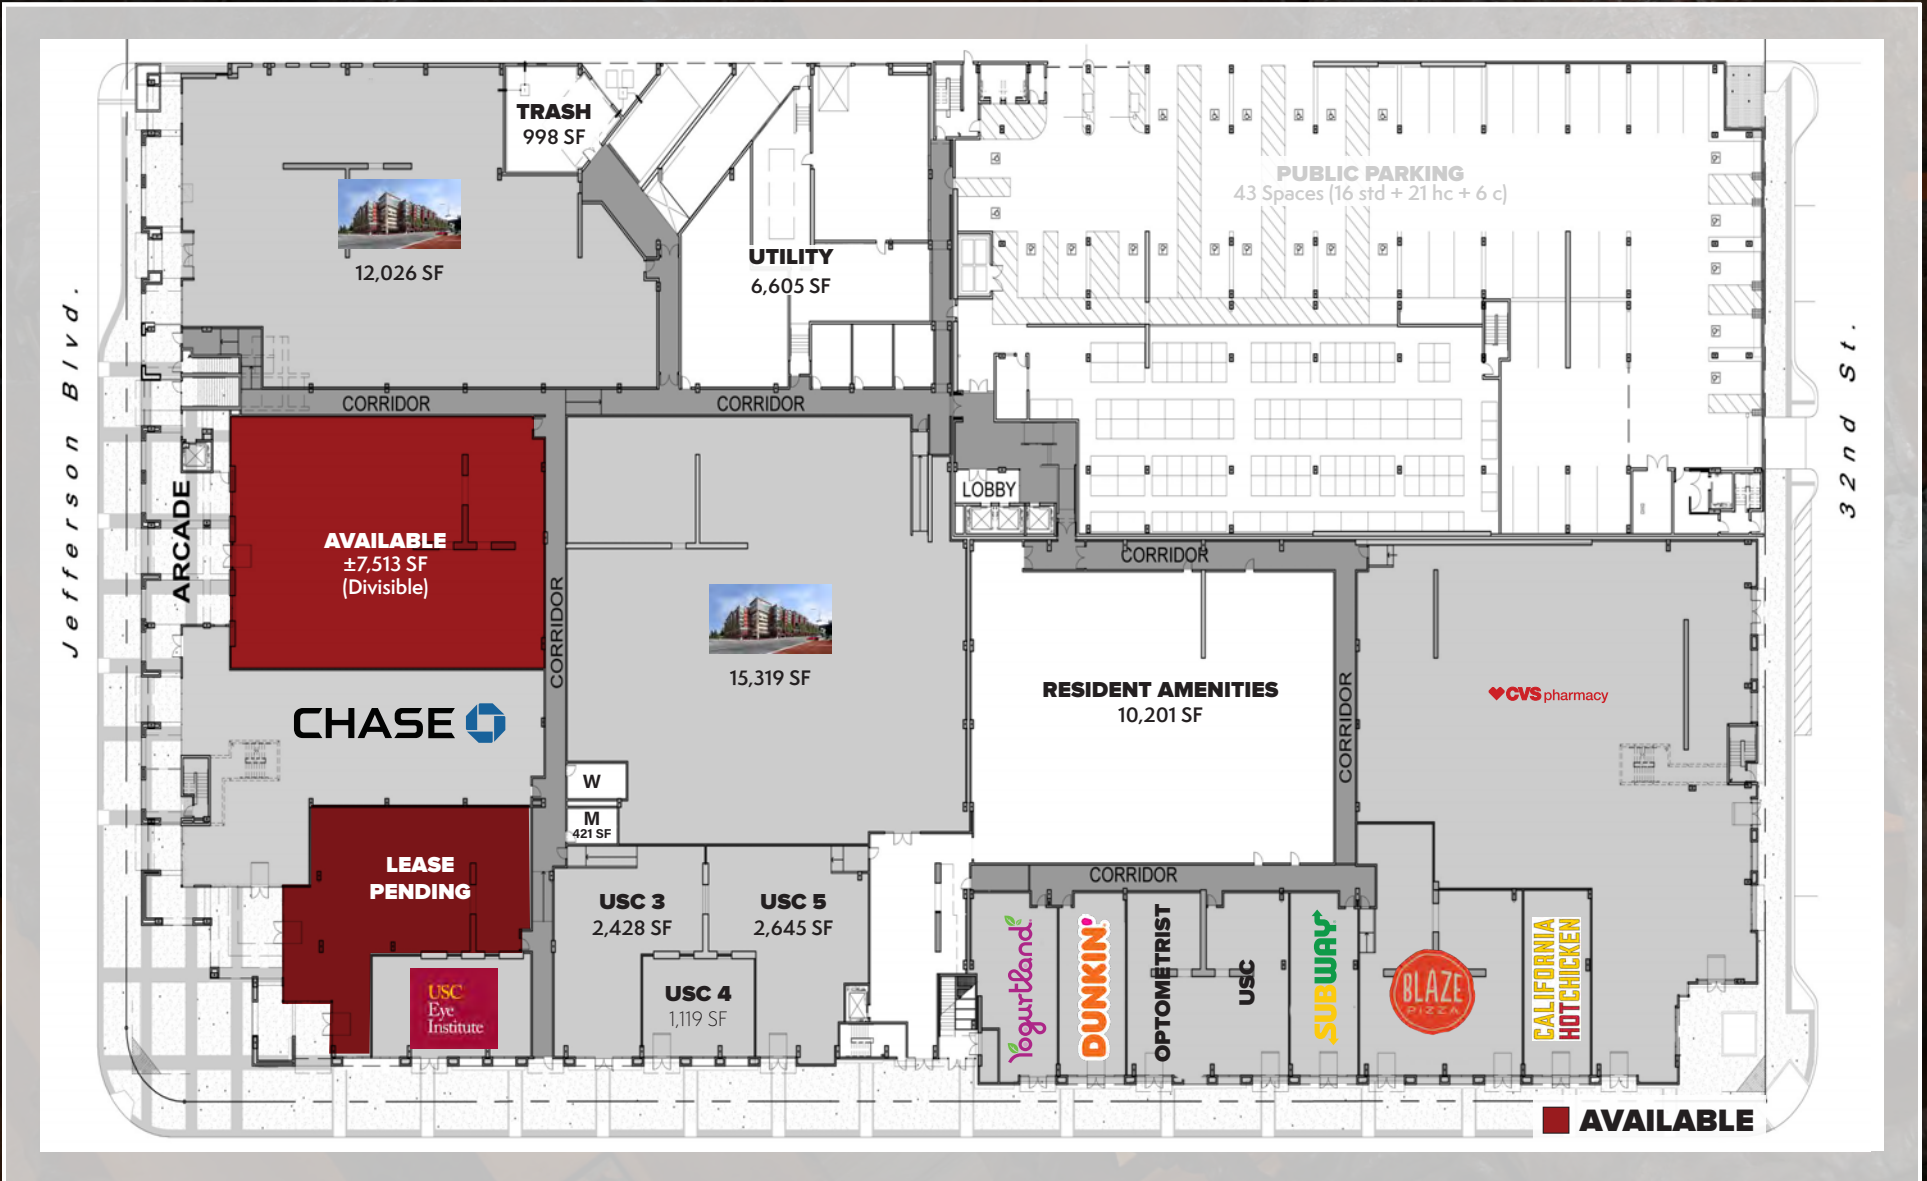 TRASH
998 SF
PUBLIC PARKING
43 Spaces (16 std + 21 hc + 6 c)
12,026 SF
UTILITY
6,605 SF
Jefferson Blvd.
32nd St.
CORRIDOR
CORRIDOR
ARCADE
LOBBY
AVAILABLE
±7,513 SF
(Divisible)
CORRIDOR
CORRIDOR
15,319 SF
RESIDENT AMENITIES
10,201 SF
CORRIDOR
CVS pharmacy
CHASE
W
M
421 SF
LEASE
PENDING
CORRIDOR
USC 3
2,428 SF
USC 5
2,645 SF
USC
Eye
Institute
USC 4
1,119 SF
Yogurtland
DUNKIN'
OPTOMETRIST
USC
SUBWAY
BLAZE
PIZZA
CALIFORNIA
HOTCHICKEN
AVAILABLE